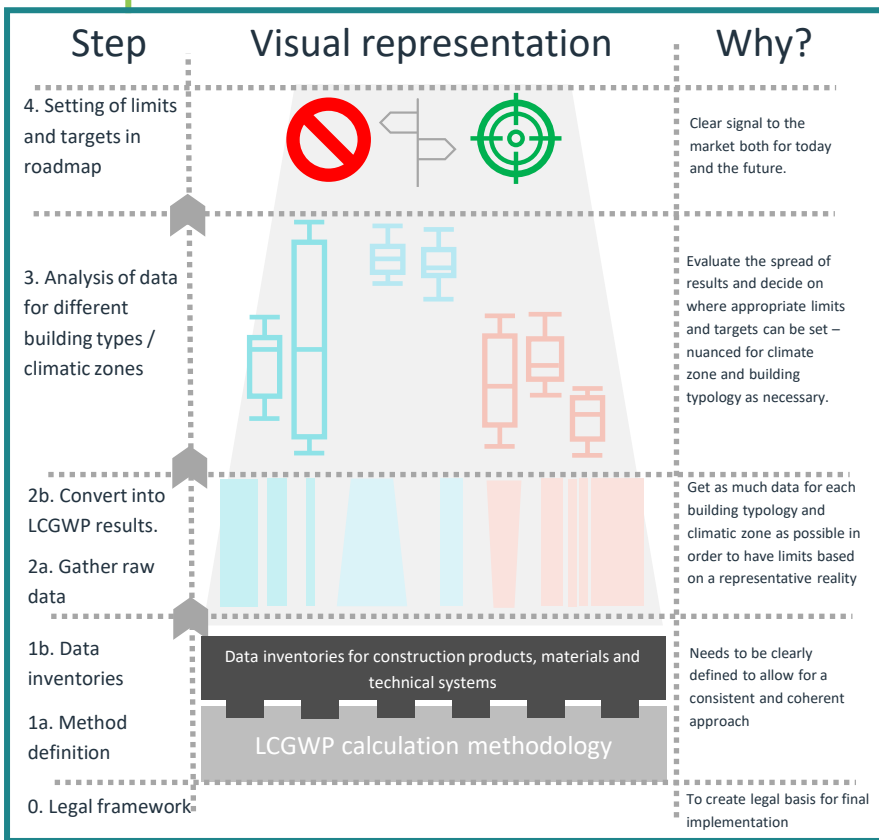 Step
Visual representation
Why?
4. Setting of limits
and targets in
roadmap
Clear signal to the
market both for today
and the future.
3. Analysis of data
for different
building types /
climatic zones
Evaluate the spread of
results and decide on
where appropriate limits
and targets can be set –
nuanced for climate
zone and building
typology as necessary.
2b. Convert into
LCGWP results.
2a. Gather raw
data
Get as much data for each
building typology and
climatic zone as possible in
order to have limits based
on a representative reality
1b. Data
inventories
1a. Method
definition
Data inventories for construction products, materials and
technical systems
LCGWP calculation methodology
Needs to be clearly
defined to allow for a
consistent and coherent
approach
0. Legal framework
To create legal basis for final
implementation